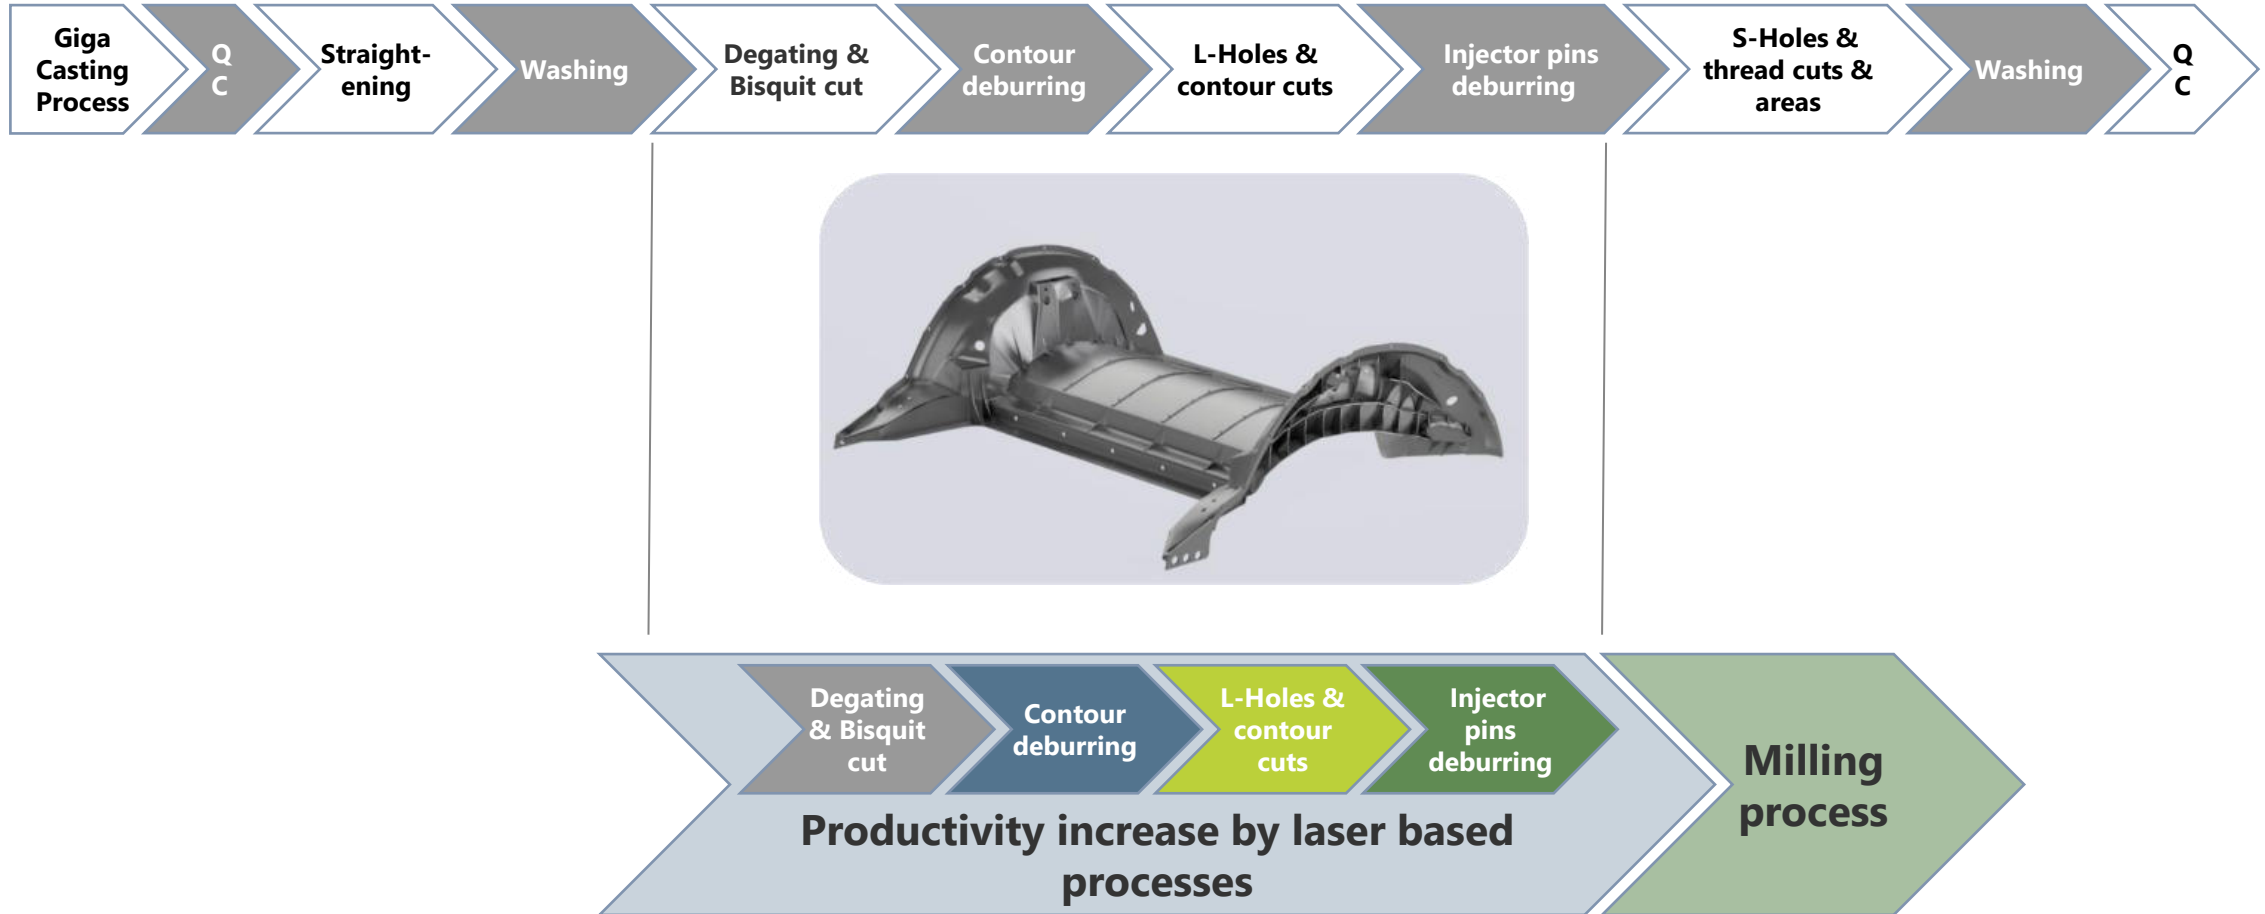 Giga
Casting
Process
Q
C
Straight-
ening
Washing
Degating &
Bisquit cut
Contour
deburring
L-Holes &
contour cuts
Injector pins
deburring
S-Holes &
thread cuts &
areas
Washing
Q
C
Degating
& Bisquit
cut
Contour
deburring
L-Holes &
contour
cuts
Injector
pins
deburring
Productivity increase by laser based
processes
Milling
process